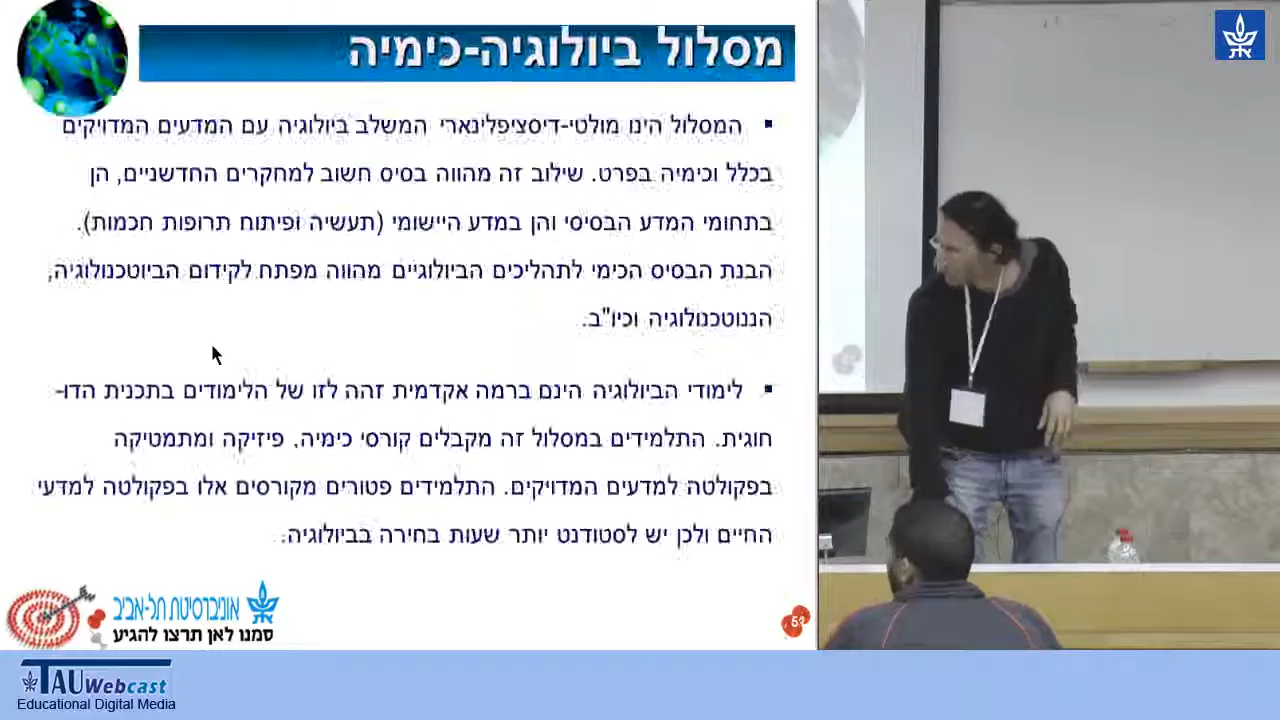 מסלול ביולוגיה-כימיה
▪ המסלול הינו מולטי-דיסציפלינארי המשלב ביולוגיה עם המדעים המדויקים
בכלל וכימיה בפרט. שילוב זה מהווה בסיס חשוב למחקרים החדשניים, הן
בתחומי המדע הבסיסי והן במדע היישומי (תעשיה ופיתוח תרופות חכמות).
הבנת הבסיס הכימי לתהליכים הביולוגיים מהווה מפתח לקידום הביוטכנולוגיה,
הננוטכנולוגיה וכיו"ב.
▪ לימודי הביולוגיה הינם ברמה אקדמית זהה לזו של הלימודים בתכנית הדו-
חוגית. התלמידים במסלול זה מקבלים קורסי כימיה, פיזיקה ומתמטיקה
בפקולטה למדעים המדויקים. התלמידים פטורים מקורסים אלו בפקולטה למדעי
החיים ולכן יש לסטודנט יותר שעות בחירה בביולוגיה.
אוניברסיטת תל-אביב
סמנו לאן תרצו להגיע
51
TAU Webcast
Educational Digital Media